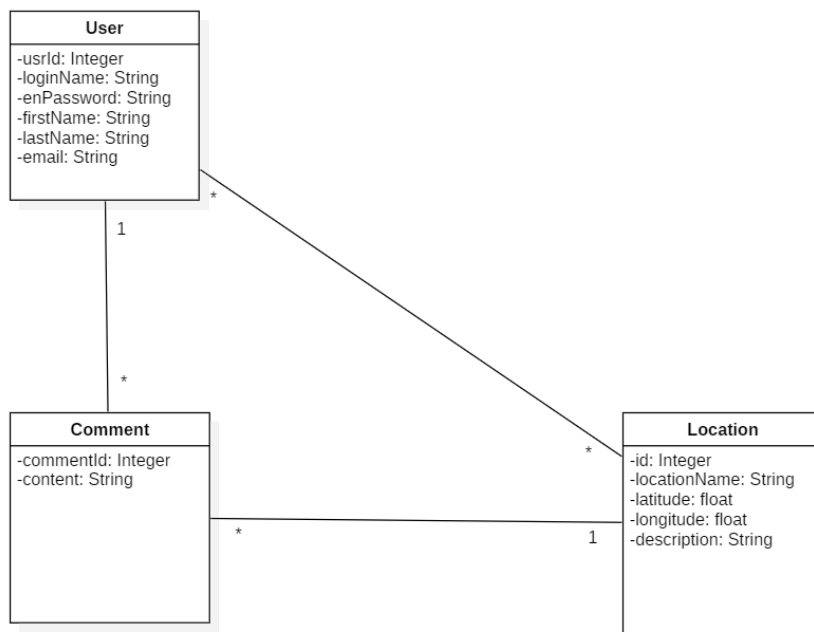 User
-usrId: Integer
-loginName: String
-enPassword: String
-firstName: String
-lastName: String
-email: String
*
1
*
Comment
-commentId: Integer
-content: String
*
Location
-id: Integer
-locationName: String
-latitude: float
-longitude: float
-description: String
*
1